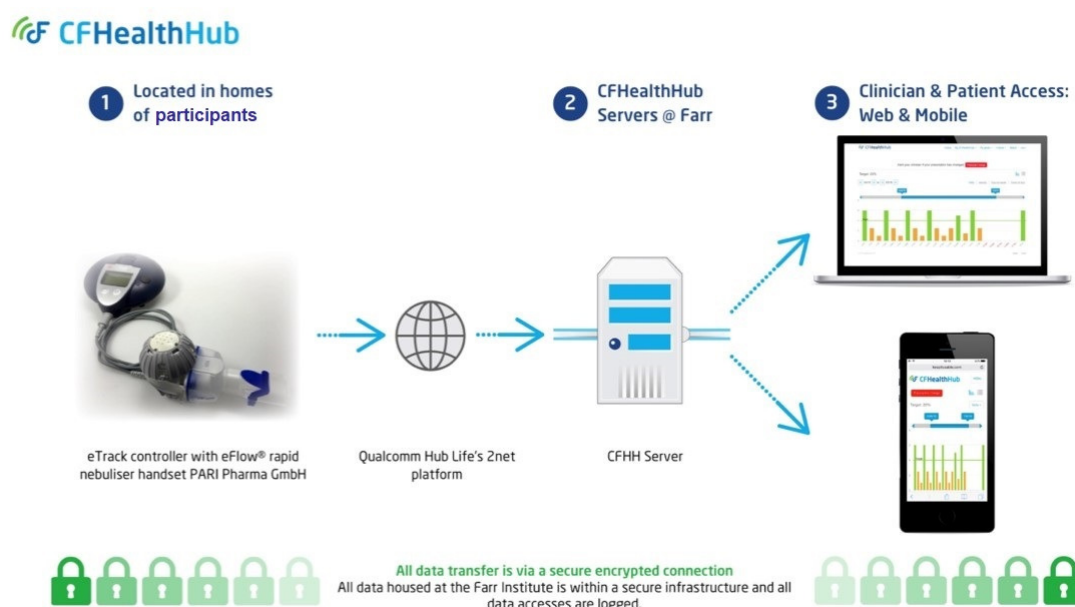 CFHealthHub
1
Located in homes
of participants
2
CFHealthHub
Servers @ Farr
3
Clinician & Patient Access:
Web & Mobile
eTrack controller with eFlow® rapid
nebuliser handset PARI Pharma GmbH
Qualcomm Hub Life's 2net
platform
CFHH Server
CFHealthHub
CFHealthHub
All data transfer is via a secure encrypted connection
All data housed at the Farr Institute is within a secure infrastructure and all
data accesses are logged.